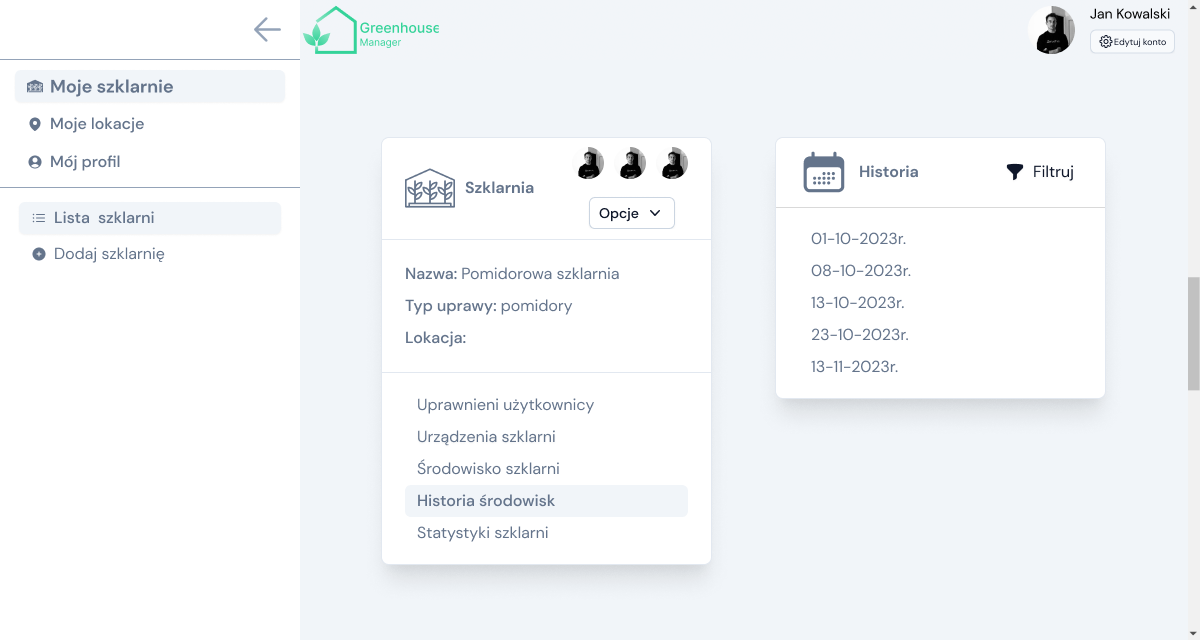 Greenhouse
Manager
Jan Kowalski
Edytuj konto
Moje szklarnie
Moje lokacje
Mój profil
Lista szklarni
Dodaj szklarnię
Szklarnia
Opcje
Nazwa: Pomidorowa szklarnia
Typ uprawy: pomidory
Lokacja:
Uprawnieni użytkownicy
Urządzenia szklarni
Środowisko szklarni
Historia środowisk
Statystyki szklarni
Historia
Filtruj
01-10-2023r.
08-10-2023r.
13-10-2023r.
23-10-2023r.
13-11-2023r.